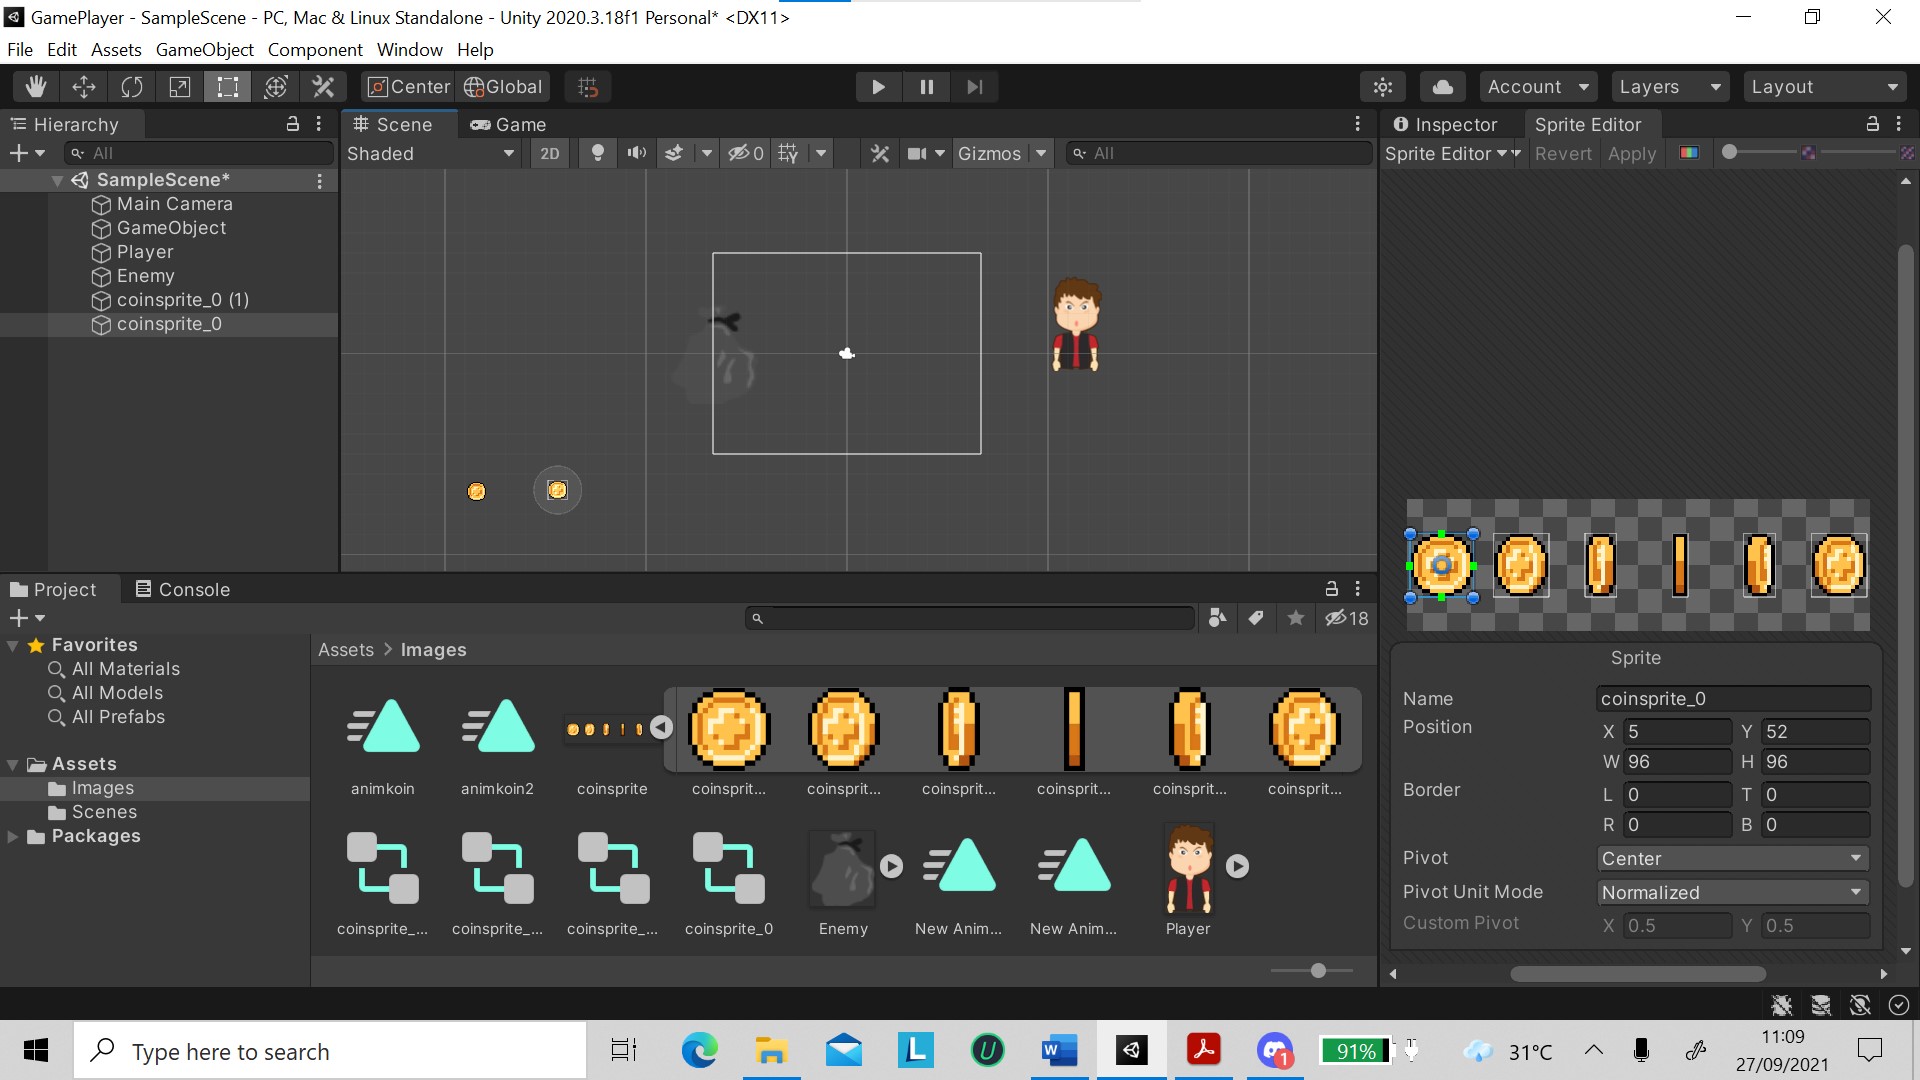 GamePlayer - SampleScene - PC, Mac & Linux Standalone - Unity 2020.3.18f1 Personal* <DX11>
File Edit Assets GameObject Component Window Help
Center Global Account Layers Layout
Hierarchy
All
SampleScene*
Main Camera
GameObject
Player
Enemy
coinsprite_0 (1)
coinsprite_0
Scene Game
Shaded 2D 0 Gizmos All
Inspector Sprite Editor
Sprite Editor Revert Apply
Sprite
Name coinsprite_0
Position X 5 Y 52
W 96 H 96
Border L 0 T 0
R 0 B 0
Pivot Center
Pivot Unit Mode Normalized
Custom Pivot X 0.5 Y 0.5
Project Console
18
Favorites
All Materials
All Models
All Prefabs
Assets
Images
Scenes
Packages
Assets > Images
animkoin animkoin2 coinsprite coinsprit... coinsprit... coinsprit... coinsprit... coinsprit... coinsprit...
coinsprite_... coinsprite_... coinsprite_... coinsprite_0 Enemy New Anim... New Anim... Player
Type here to search
L U W 1 91% 31°C
11:09
27/09/2021